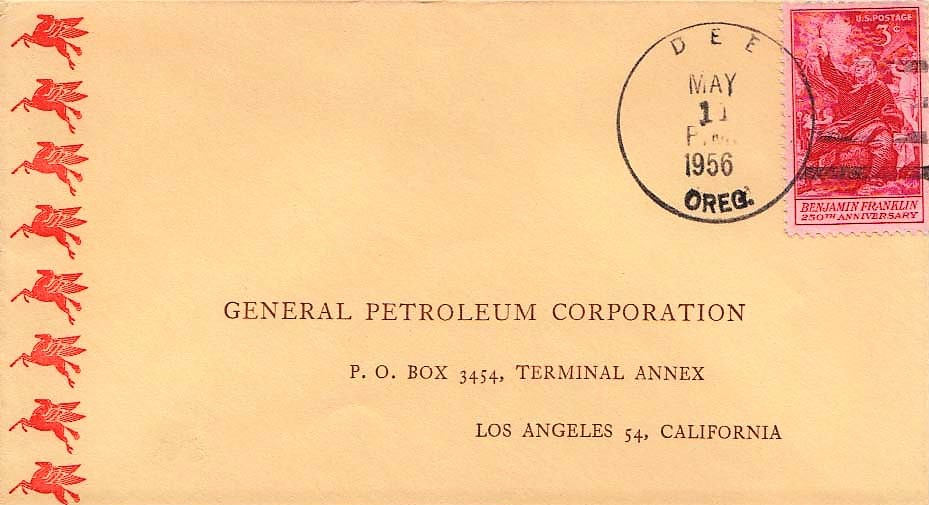 DEE
MAY
11
P.M.
1956
OREG.
U.S. POSTAGE
3¢
BENJAMIN FRANKLIN
250TH ANNIVERSARY
GENERAL PETROLEUM CORPORATION
P. O. BOX 3454, TERMINAL ANNEX
LOS ANGELES 54, CALIFORNIA